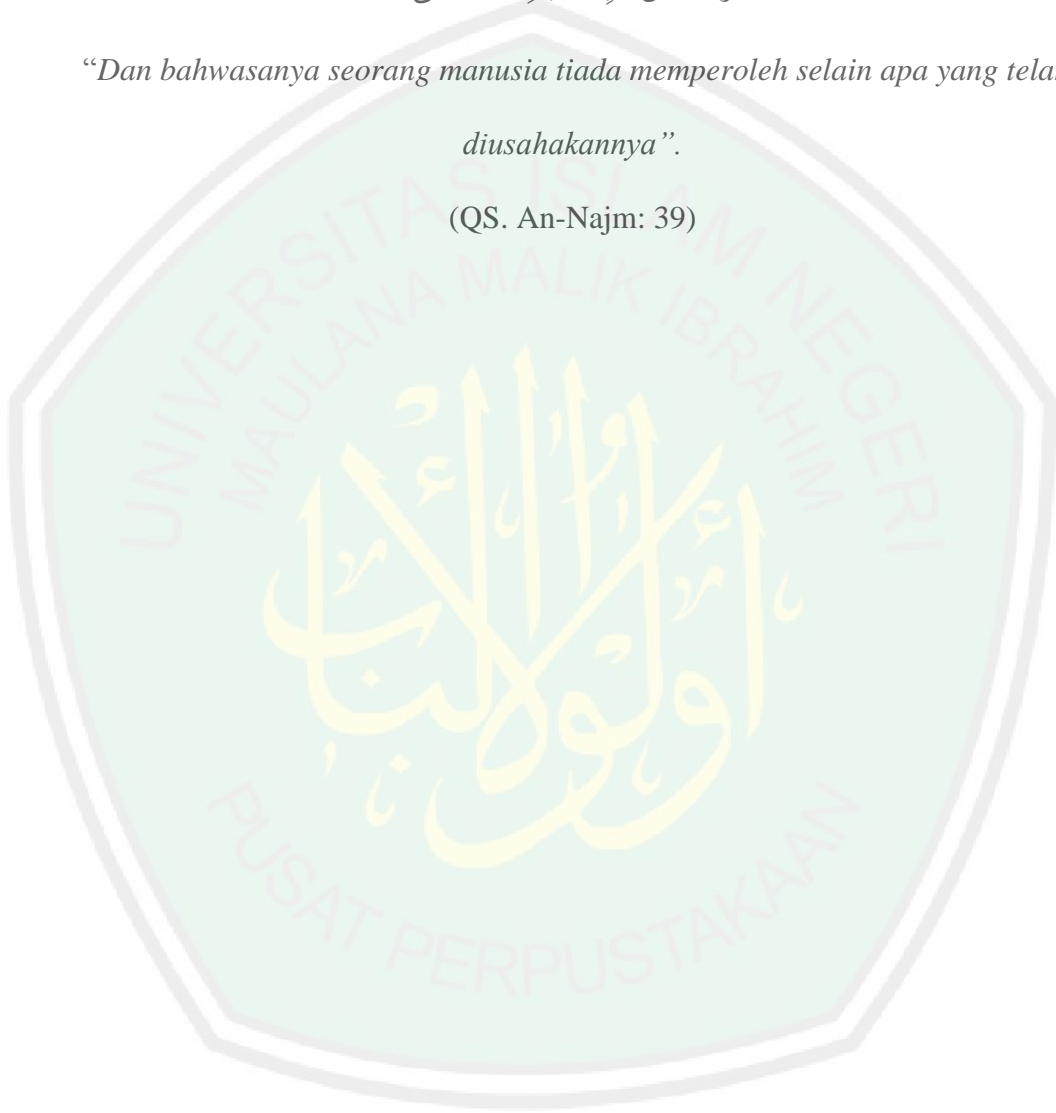 “Dan bahwasanya seorang manusia tiada memperoleh selain apa yang tela
diusahakannya”.
(QS. An-Najm: 39)
UNIVERSITAS ISLAM NEGERI
MAULANA MALIK IBRAHIM
PUSAT PERPUSTAKAAN